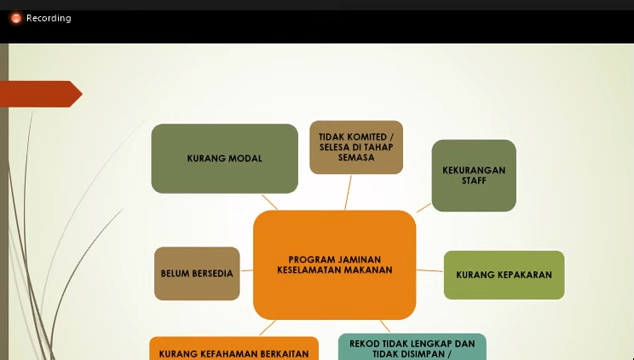 Recording
KURANG MODAL
TIDAK KOMITED /
SELESA DI TAHAP
SEMASA
KEKURANGAN
STAFF
BELUM BERSEDIA
PROGRAM JAMINAN
KESELAMATAN MAKANAN
KURANG KEPAKARAN
KURANG KEFAHAMAN BERKAITAN
REKOD TIDAK LENGKAP DAN
TIDAK DISIMPAN /